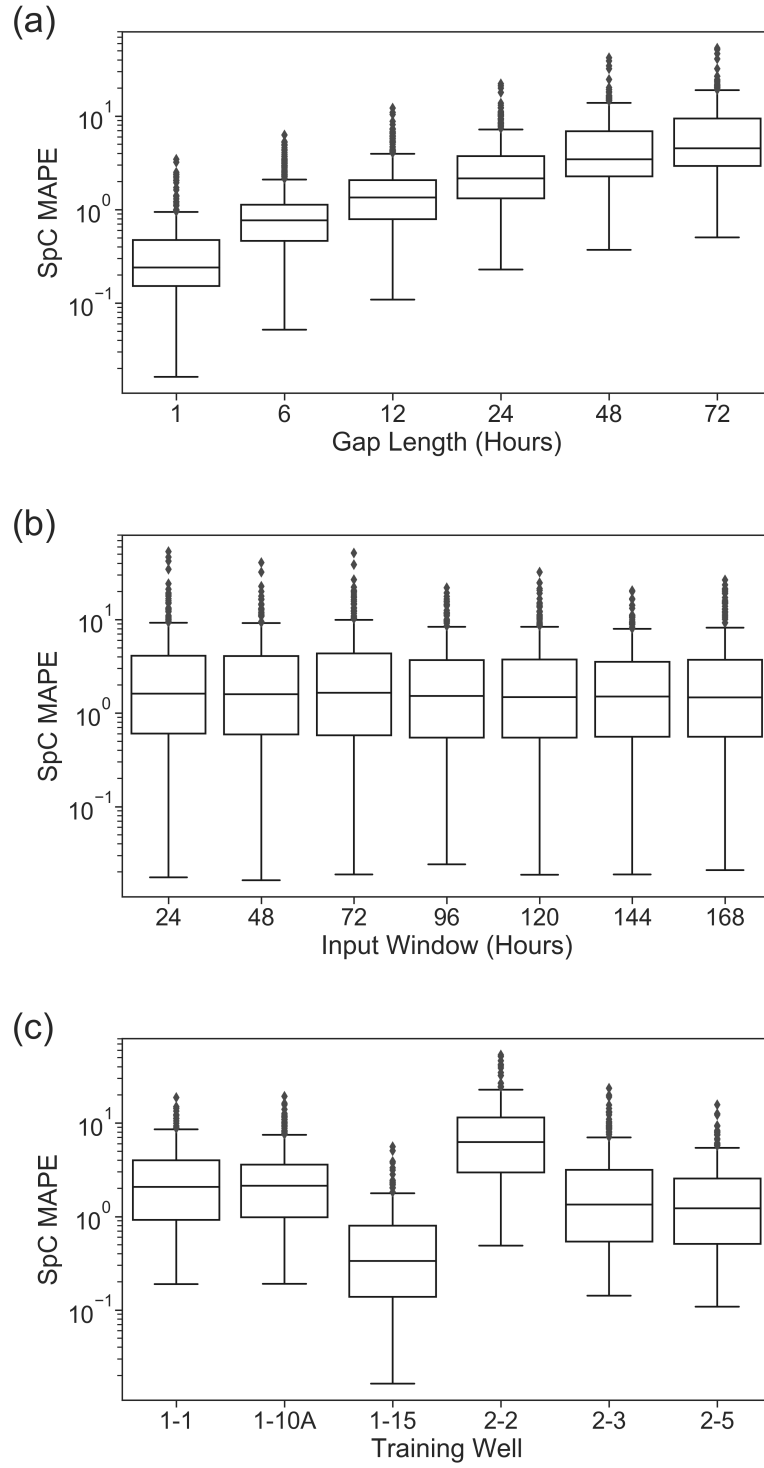 (a)
SpC MAPE
10^1
10^0
10^−1
1 6 12 24 48 72
Gap Length (Hours)
(b)
SpC MAPE
10^1
10^0
10^−1
24 48 72 96 120 144 168
Input Window (Hours)
(c)
SpC MAPE
10^1
10^0
10^−1
1-1 1-10A 1-15 2-2 2-3 2-5
Training Well